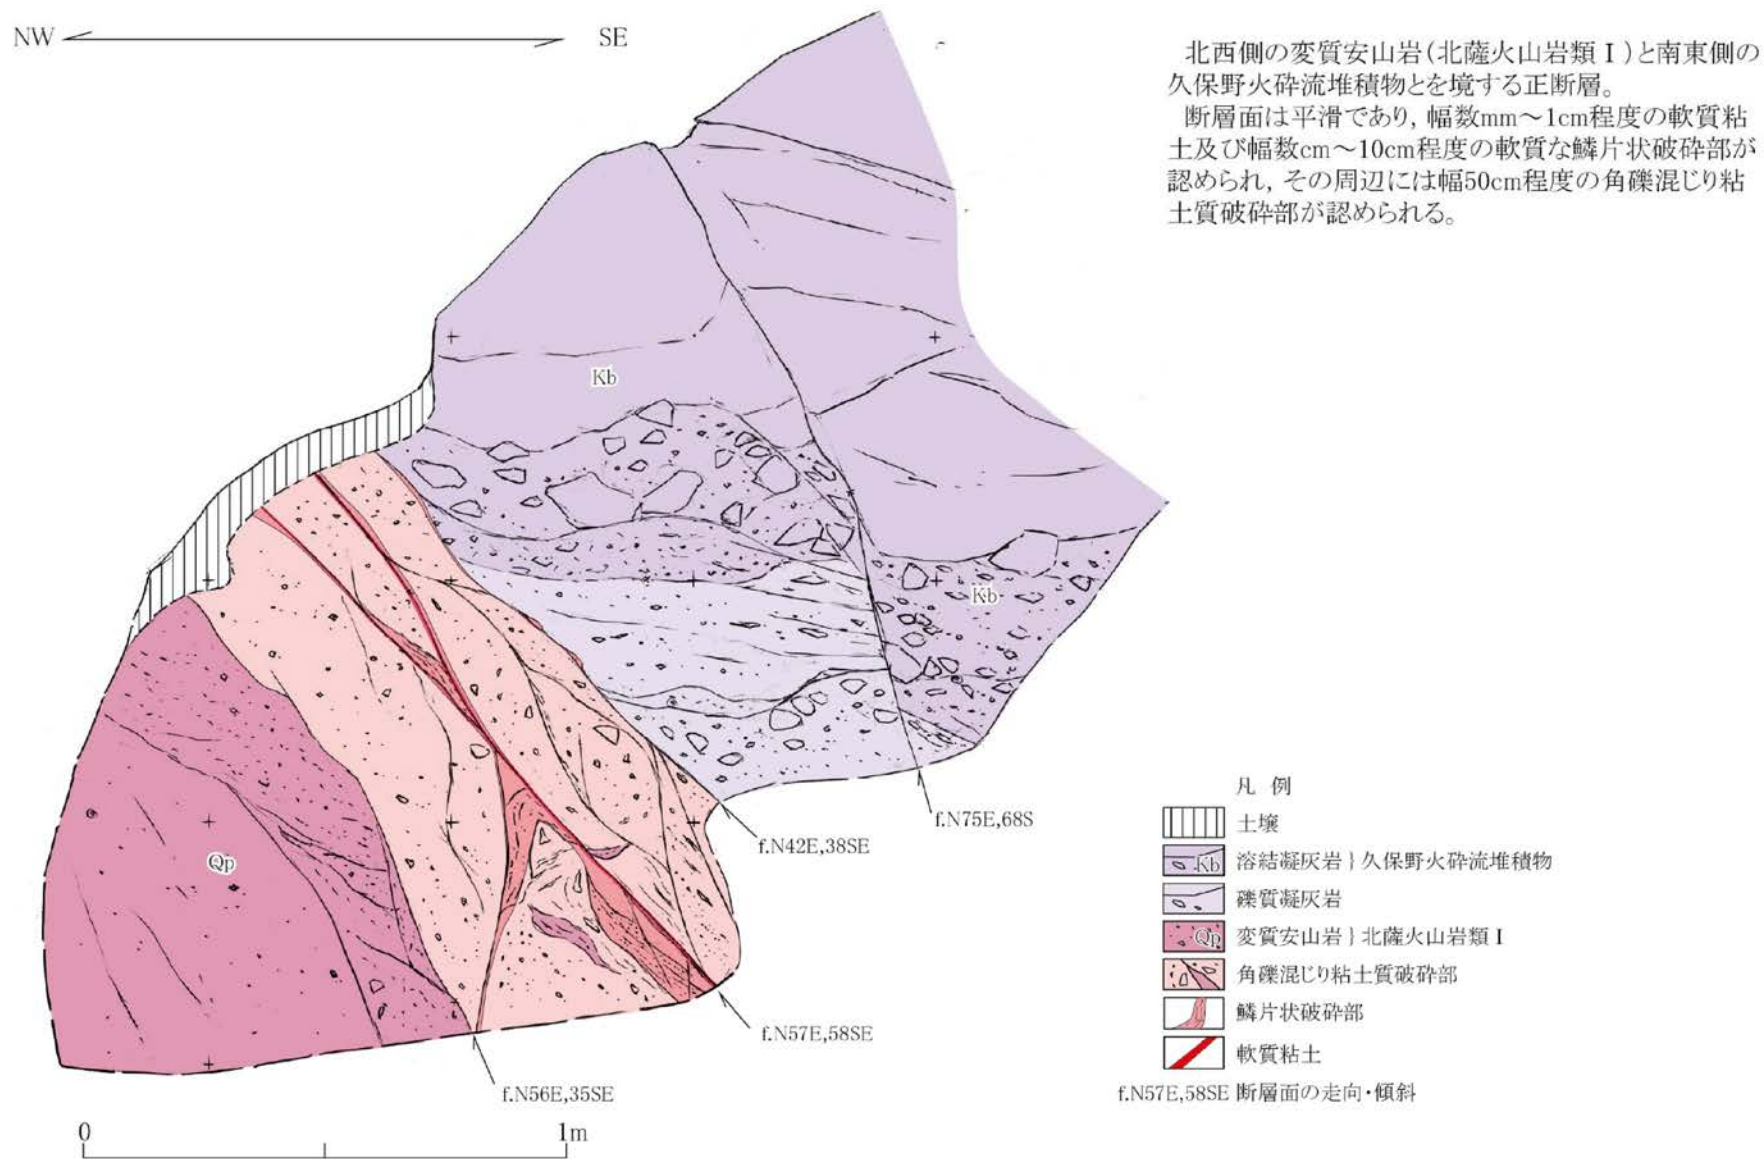 NW
SE
北西側の変質安山岩(北薩火山岩類Ⅰ)と南東側の
久保野火砕流堆積物とを境する正断層。
断層面は平滑であり,幅数mm～1cm程度の軟質粘
土及び幅数cm～10cm程度の軟質な鱗片状破砕部が
認められ,その周辺には幅50cm程度の角礫混じり粘
土質破砕部が認められる。
Kb
Kb
Qp
f.N75E,68S
f.N42E,38SE
f.N57E,58SE
f.N56E,35SE
0
1m
凡 例
土壌
Kb 溶結凝灰岩 } 久保野火砕流堆積物
礫質凝灰岩
Qp 変質安山岩 } 北薩火山岩類Ⅰ
角礫混じり粘土質破砕部
鱗片状破砕部
軟質粘土
f.N57E,58SE 断層面の走向・傾斜